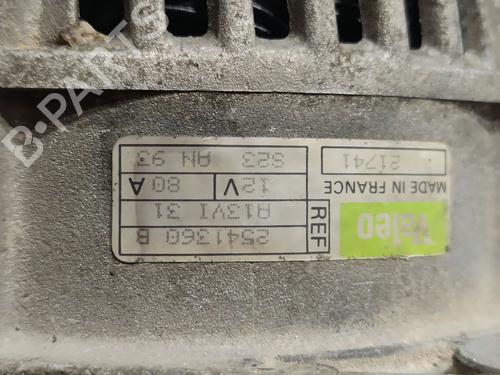 Valeo
REF
2541360 B
A13VI 31
12V
80 A
MADE IN FRANCE
21741
S23
AN 93
B-PARTS